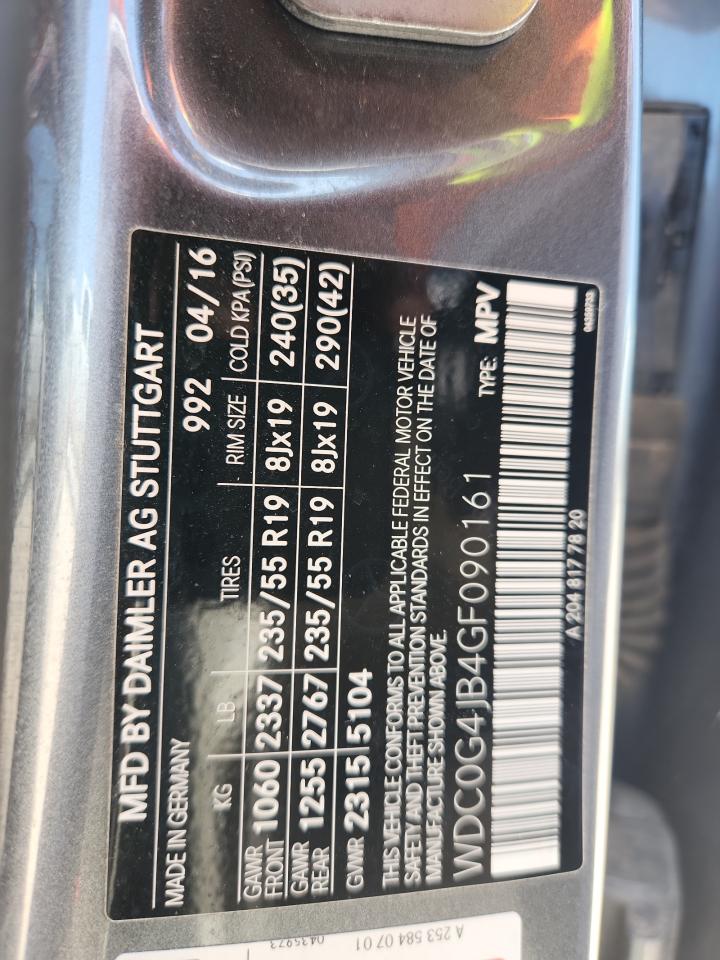 MFD BY DAIMLER AG STUTTGART
MADE IN GERMANY 992 04/16
KG LB TIRES RIM SIZE COLD KPA(PSI)
GAWR FRONT 1060 2337 235/55 R19 8Jx19 240(35)
GAWR REAR 1255 2767 235/55 R19 8Jx19 290(42)
GVWR 2315 5104
THIS VEHICLE CONFORMS TO ALL APPLICABLE FEDERAL MOTOR VEHICLE
SAFETY AND THEFT PREVENTION STANDARDS IN EFFECT ON THE DATE OF
MANUFACTURE SHOWN ABOVE.
WDC0G4JB4GF090161 TYPE: MPV
A 204 817 78 20
A 253 584 07 01
0435973